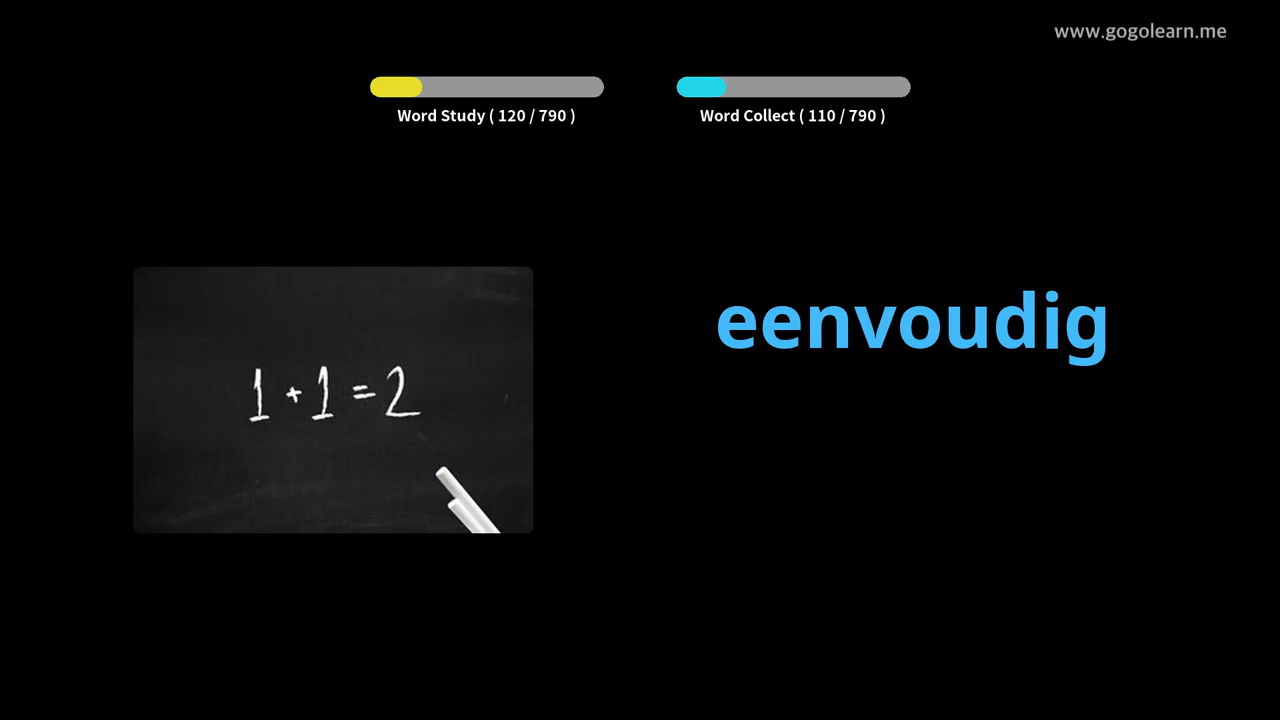 www.gogolearn.me
Word Study ( 120 / 790 )
Word Collect ( 110 / 790 )
eenvoudig
1 + 1 = 2